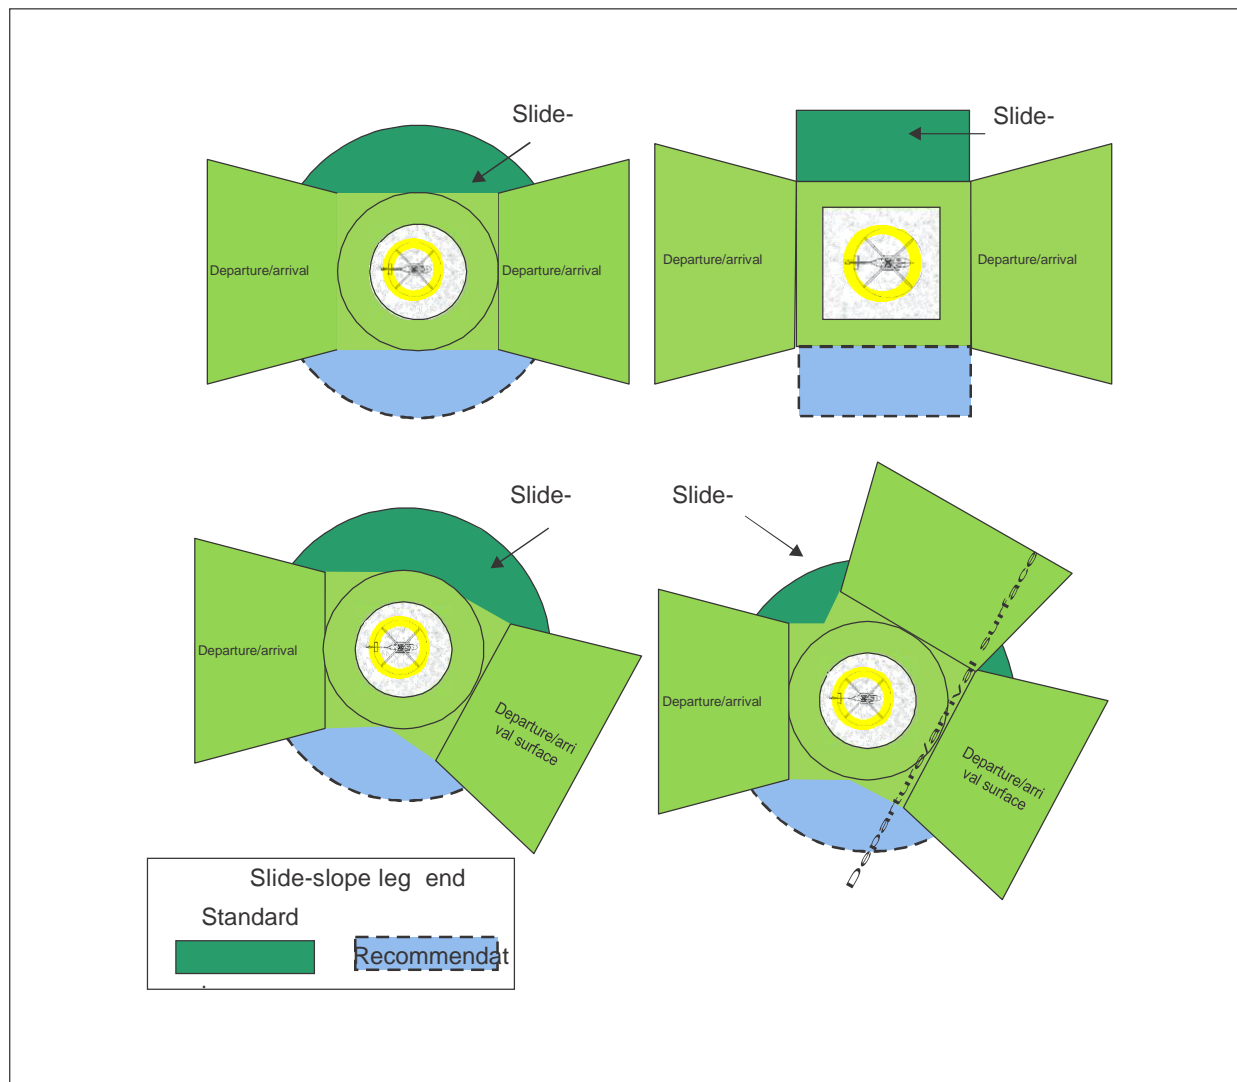 Slide-
Slide-
Departure/arrival
Departure/arrival
Departure/arrival
Departure/arrival
Slide-
Slide-
Departure/arrival
Departure/arri
val surface
Departure/arrival
Departure/arrival surface
Departure/arri
val surface
Slide-slope leg end
Standard
Recommendat
.